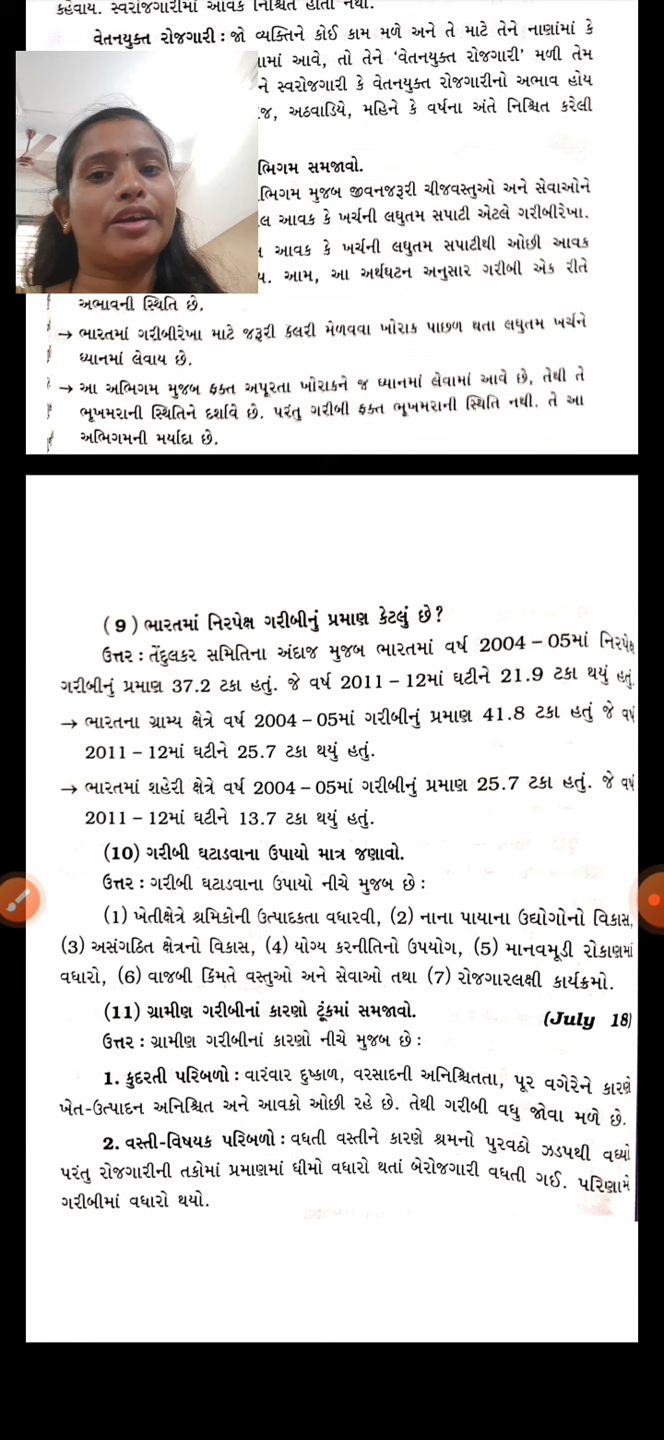 કહેવાય. સ્વરોજગારીમાં આવક નિશ્ચિત હોતી નથી.
વેતનયુક્ત રોજગારી : જો વ્યક્તિને કોઈ કામ મળે અને તે માટે તેને નાણાંમાં કે
ામાં આવે, તો તેને ‘વેતનયુક્ત રોજગારી’ મળી તેમ
ને સ્વરોજગારી કે વેતનયુક્ત રોજગારીનો અભાવ હોય
જ, અઠવાડિયે, મહિને કે વર્ષના અંતે નિશ્ચિત કરેલી
ભિગમ સમજાવો.
ભિગમ મુજબ જીવનજરૂરી ચીજવસ્તુઓ અને સેવાઓને
લ આવક કે ખર્ચની લઘુતમ સપાટી એટલે ગરીબીરેખા.
આવક કે ખર્ચની લઘુતમ સપાટીથી ઓછી આવક
ય. આમ, આ અર્થઘટન અનુસાર ગરીબી એક રીતે
અભાવની સ્થિતિ છે.
→ ભારતમાં ગરીબીરેખા માટે જરૂરી કૅલરી મેળવવા ખોરાક પાછળ થતા લઘુતમ ખર્ચને
ધ્યાનમાં લેવાય છે.
→ આ અભિગમ મુજબ ફક્ત અપૂરતા ખોરાકને જ ધ્યાનમાં લેવામાં આવે છે, તેથી તે
ભૂખમરાની સ્થિતિને દર્શાવે છે. પરંતુ ગરીબી ફક્ત ભૂખમરાની સ્થિતિ નથી. તે આ
અભિગમની મર્યાદા છે.
(9) ભારતમાં નિરપેક્ષ ગરીબીનું પ્રમાણ કેટલું છે?
ઉત્તર : તેંદુલકર સમિતિના અંદાજ મુજબ ભારતમાં વર્ષ 2004 – 05માં નિરપેક્ષ
ગરીબીનું પ્રમાણ 37.2 ટકા હતું. જે વર્ષ 2011 – 12માં ઘટીને 21.9 ટકા થયું હતું.
→ ભારતના ગ્રામ્ય ક્ષેત્રે વર્ષ 2004 – 05માં ગરીબીનું પ્રમાણ 41.8 ટકા હતું જે વર્ષ
2011 – 12માં ઘટીને 25.7 ટકા થયું હતું.
→ ભારતમાં શહેરી ક્ષેત્રે વર્ષ 2004 – 05માં ગરીબીનું પ્રમાણ 25.7 ટકા હતું. જે વર્ષ
2011 – 12માં ઘટીને 13.7 ટકા થયું હતું.
(10) ગરીબી ઘટાડવાના ઉપાયો માત્ર જણાવો.
ઉત્તર : ગરીબી ઘટાડવાના ઉપાયો નીચે મુજબ છે :
(1) ખેતીક્ષેત્રે શ્રમિકોની ઉત્પાદકતા વધારવી, (2) નાના પાયાના ઉદ્યોગોનો વિકાસ,
(3) અસંગઠિત ક્ષેત્રનો વિકાસ, (4) યોગ્ય કરનીતિનો ઉપયોગ, (5) માનવમૂડી રોકાણમાં
વધારો, (6) વાજબી કિંમતે વસ્તુઓ અને સેવાઓ તથા (7) રોજગારલક્ષી કાર્યક્રમો.
(11) ગ્રામીણ ગરીબીનાં કારણો ટૂંકમાં સમજાવો. (July 18)
ઉત્તર : ગ્રામીણ ગરીબીનાં કારણો નીચે મુજબ છે :
1. કુદરતી પરિબળો : વારંવાર દુષ્કાળ, વરસાદની અનિશ્ચિતતા, પૂર વગેરેને કારણે
ખેત-ઉત્પાદન અનિશ્ચિત અને આવકો ઓછી રહે છે. તેથી ગરીબી વધુ જોવા મળે છે.
2. વસ્તી-વિષયક પરિબળો : વધતી વસ્તીને કારણે શ્રમનો પુરવઠો ઝડપથી વધ્યો
પરંતુ રોજગારીની તકોમાં પ્રમાણમાં ધીમો વધારો થતાં બેરોજગારી વધતી ગઈ. પરિણામે
ગરીબીમાં વધારો થયો.